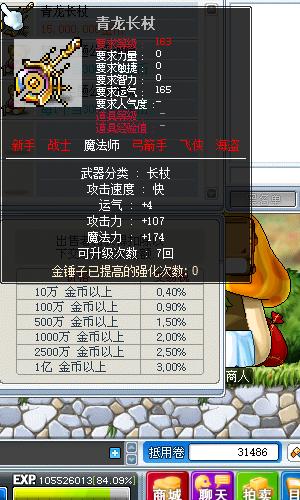 青龙长杖
15,000,000
青龙长杖
要求等级 : 163
要求力量 : 0
要求敏捷 : 0
要求智力 : 0
要求运气 : 165
要求人气度 : -
道具等级 : -
道具经验值 : -
新手 战士 魔法师 弓箭手 飞侠 海盗
武器分类 : 长杖
攻击速度 : 快
运气 : +4
攻击力 : +107
魔法力 : +174
可升级次数 : 7回
金锤子已提高的强化次数: 0
10万 金币以上 0,40%
100万 金币以上 0,90%
500万 金币以上 1,50%
1000万 金币以上 2,00%
2500万 金币以上 2,50%
1亿 金币以上 3,00%
商人
抵用卷 31486
EXP. 105526013(84.09%)
商城 聊天 拍卖